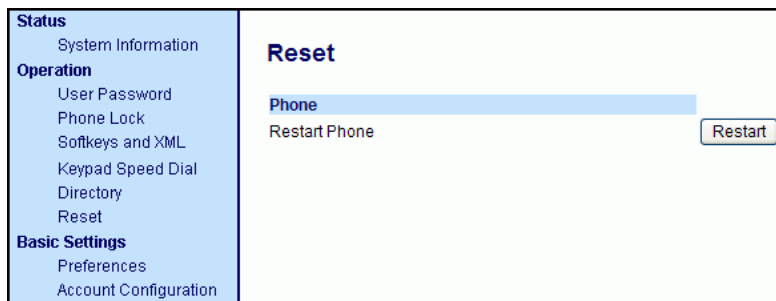 Status
System Information
Operation
User Password
Phone Lock
Softkeys and XML
Keypad Speed Dial
Directory
Reset
Basic Settings
Preferences
Account Configuration
Reset
Phone
Restart Phone
Restart